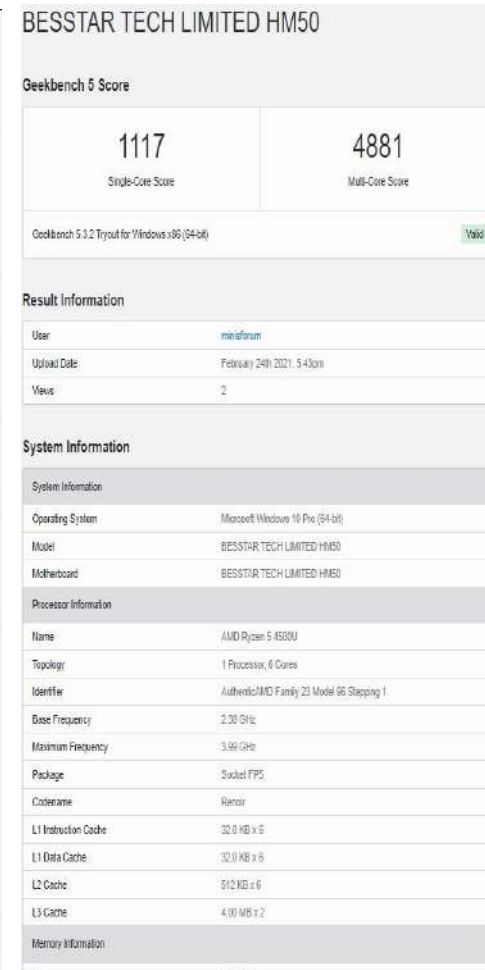 BESSTAR TECH LIMITED HM50
Geekbench 5 Score
1117 4881
Single-Core Score Multi-Core Score
Geekbench 5.3.2 Tryout for Windows x86 (64-bit) Valid
Result Information
User minisforum
Upload Date February 24th 2021, 5:43pm
Views 2
System Information
System Information
Operating System Microsoft Windows 10 Pro (64-bit)
Model BESSTAR TECH LIMITED HM50
Motherboard BESSTAR TECH LIMITED HM50
Processor Information
Name AMD Ryzen 5 4500U
Topology 1 Processor, 6 Cores
Identifier AuthenticAMD Family 23 Model 96 Stepping 1
Base Frequency 2.38 GHz
Maximum Frequency 3.99 GHz
Package Socket FP5
Codename Renoir
L1 Instruction Cache 32.0 KB x 6
L1 Data Cache 32.0 KB x 6
L2 Cache 512 KB x 6
L3 Cache 4.00 MB x 2
Memory Information